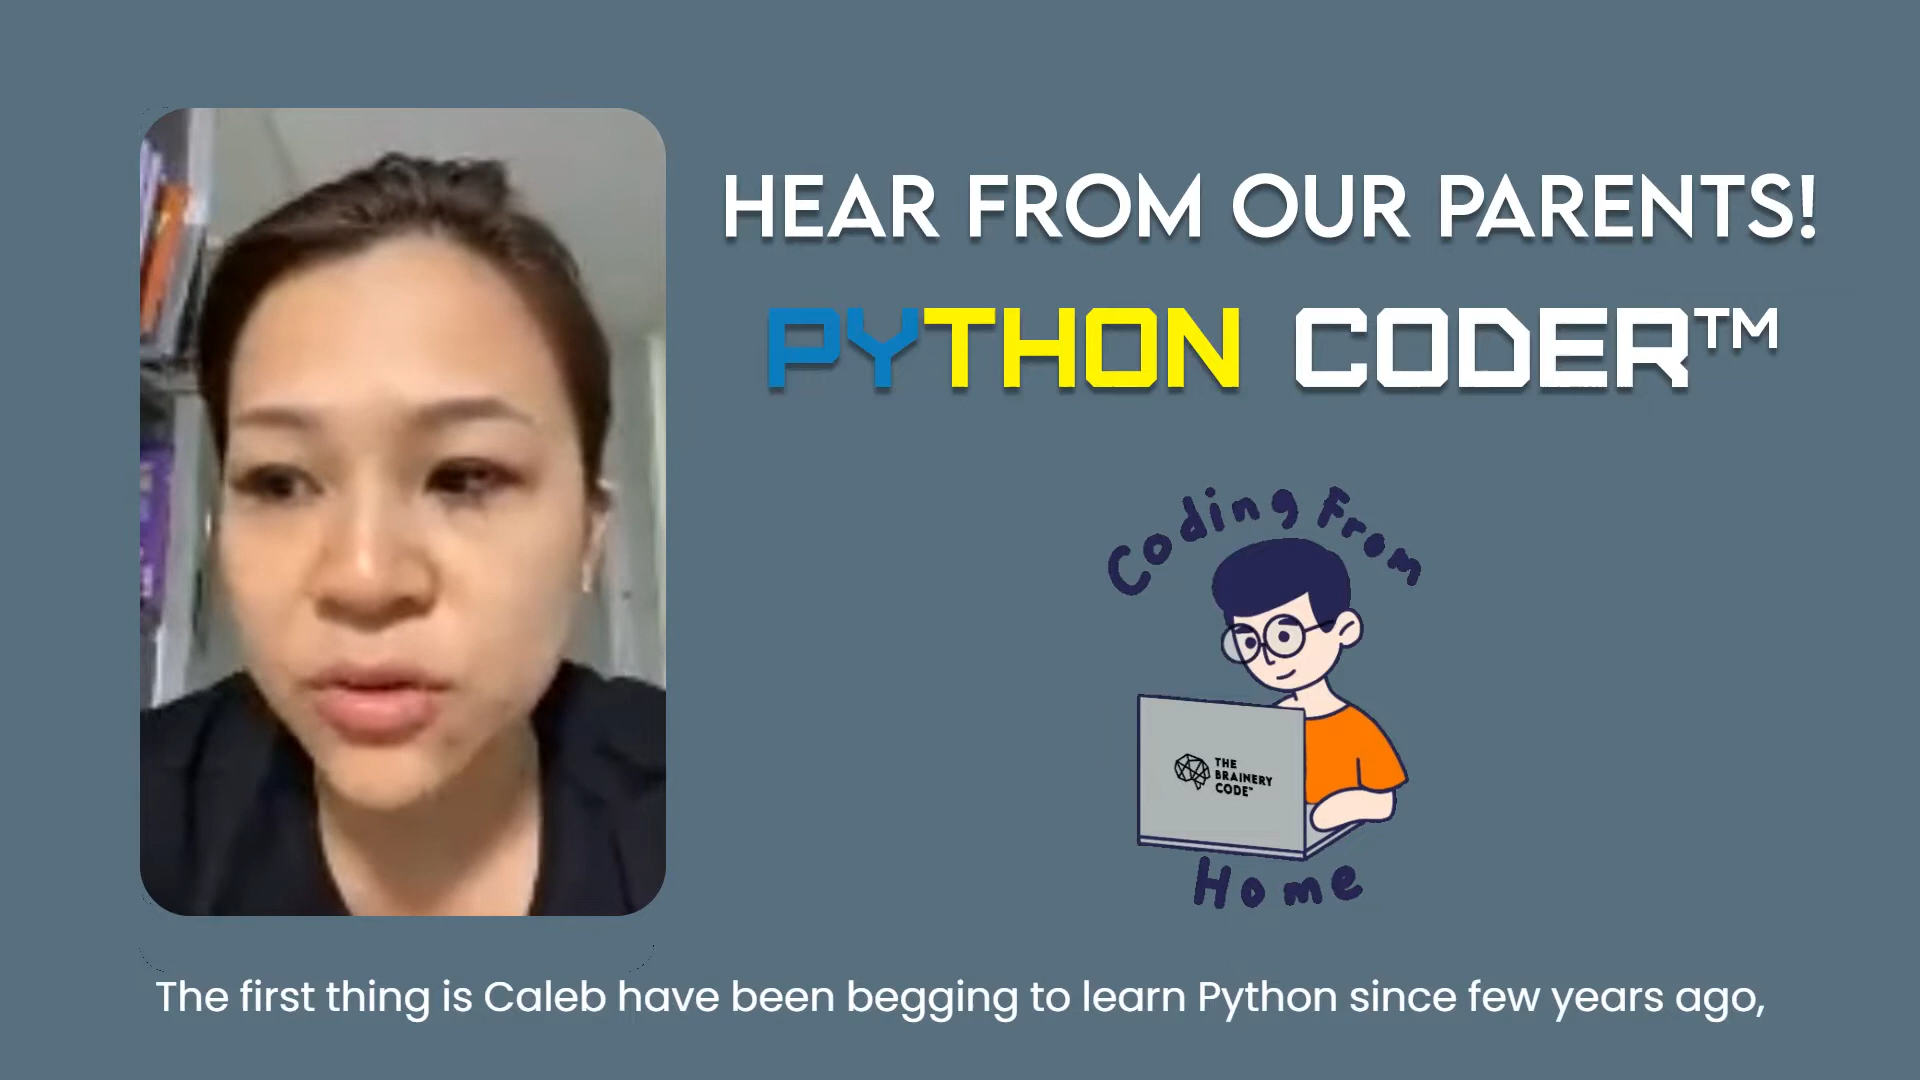 HEAR FROM OUR PARENTS!
PYTHON CODER™
Coding From
THE
BRAINERY
CODE™
Home
The first thing is Caleb have been begging to learn Python since few years ago,